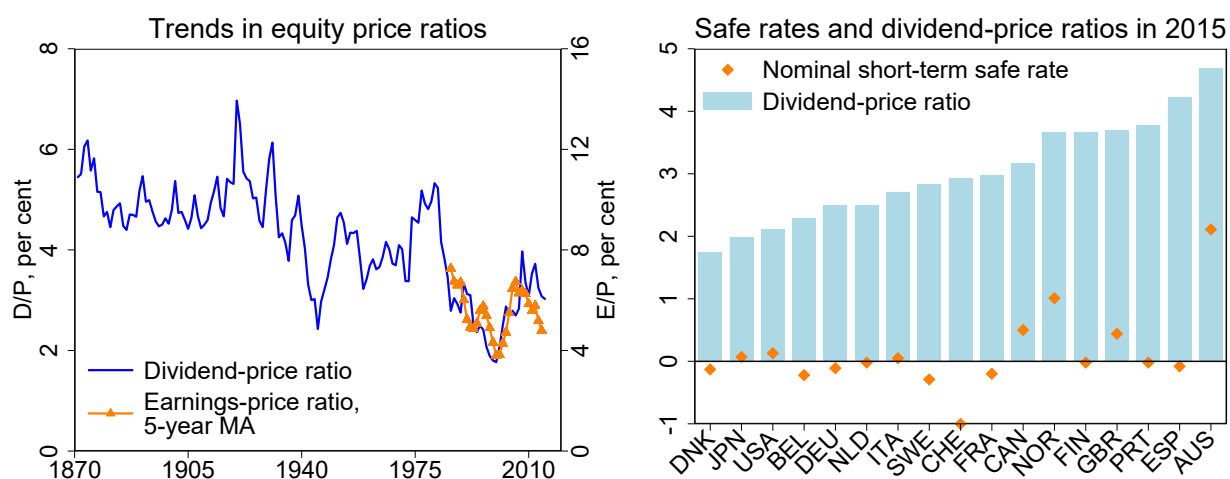 Trends in equity price ratios
8
6
4
2
0
D/P, per cent
16
12
8
4
0
E/P, per cent
Dividend-price ratio
Earnings-price ratio,
5-year MA
1870 1905 1940 1975 2010
Safe rates and dividend-price ratios in 2015
5
4
3
2
1
0
-1
Nominal short-term safe rate
Dividend-price ratio
DNK JPN USA BEL DEU NLD ITA SWE CHE FRA CAN NOR FIN GBR PRT ESP AUS